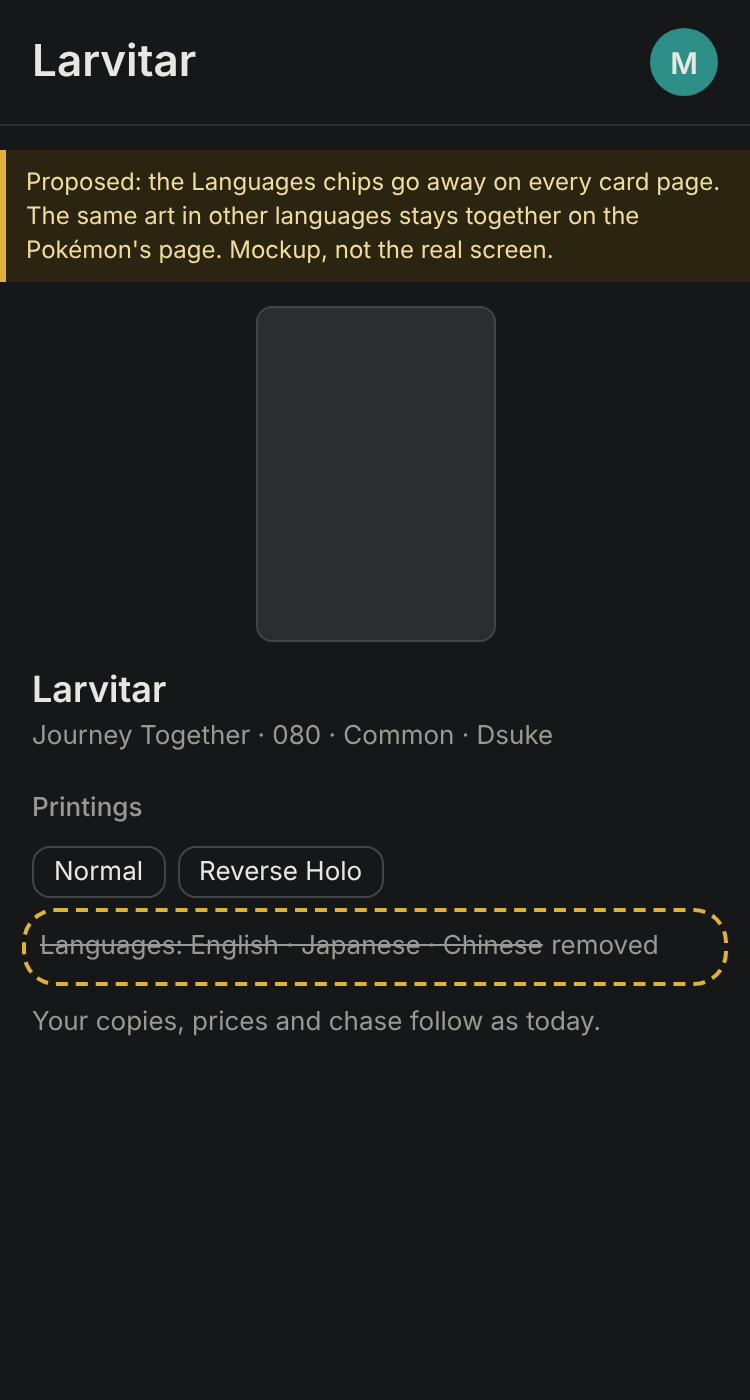 Larvitar
M
Proposed: the Languages chips go away on every card page.
The same art in other languages stays together on the
Pokémon's page. Mockup, not the real screen.
Larvitar
Journey Together · 080 · Common · Dsuke
Printings
Normal
Reverse Holo
Languages: English · Japanese · Chinese removed
Your copies, prices and chase follow as today.